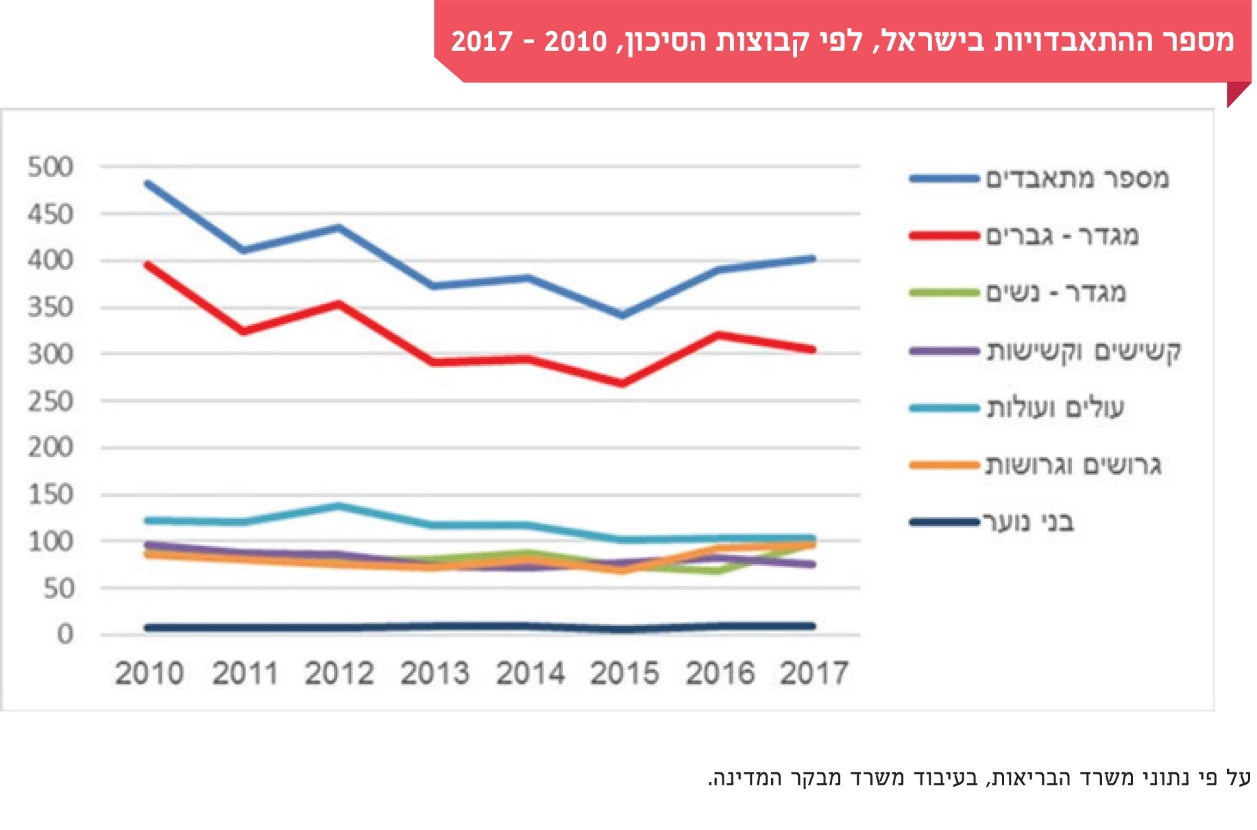 מספר ההתאבדויות בישראל, לפי קבוצות הסיכון, 2010 - 2017
500
450
400
350
300
250
200
150
100
50
0
2010 2011 2012 2013 2014 2015 2016 2017
מספר מתאבדים
מגדר - גברים
מגדר - נשים
קשישים וקשישות
עולים ועולות
גרושים וגרושות
בני נוער
על פי נתוני משרד הבריאות, בעיבוד משרד מבקר המדינה.